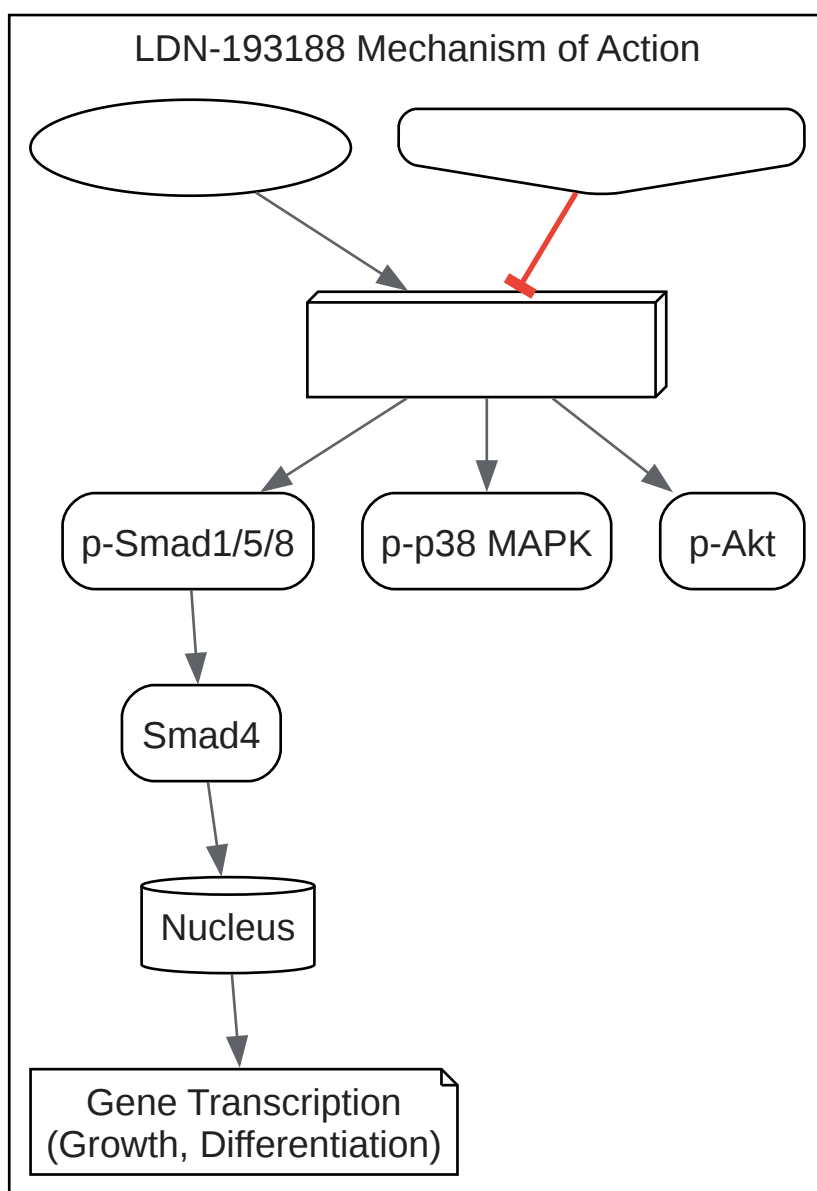 LDN-193188 Mechanism of Action
p-Smad1/5/8
p-p38 MAPK
p-Akt
Smad4
Nucleus
Gene Transcription
(Growth, Differentiation)